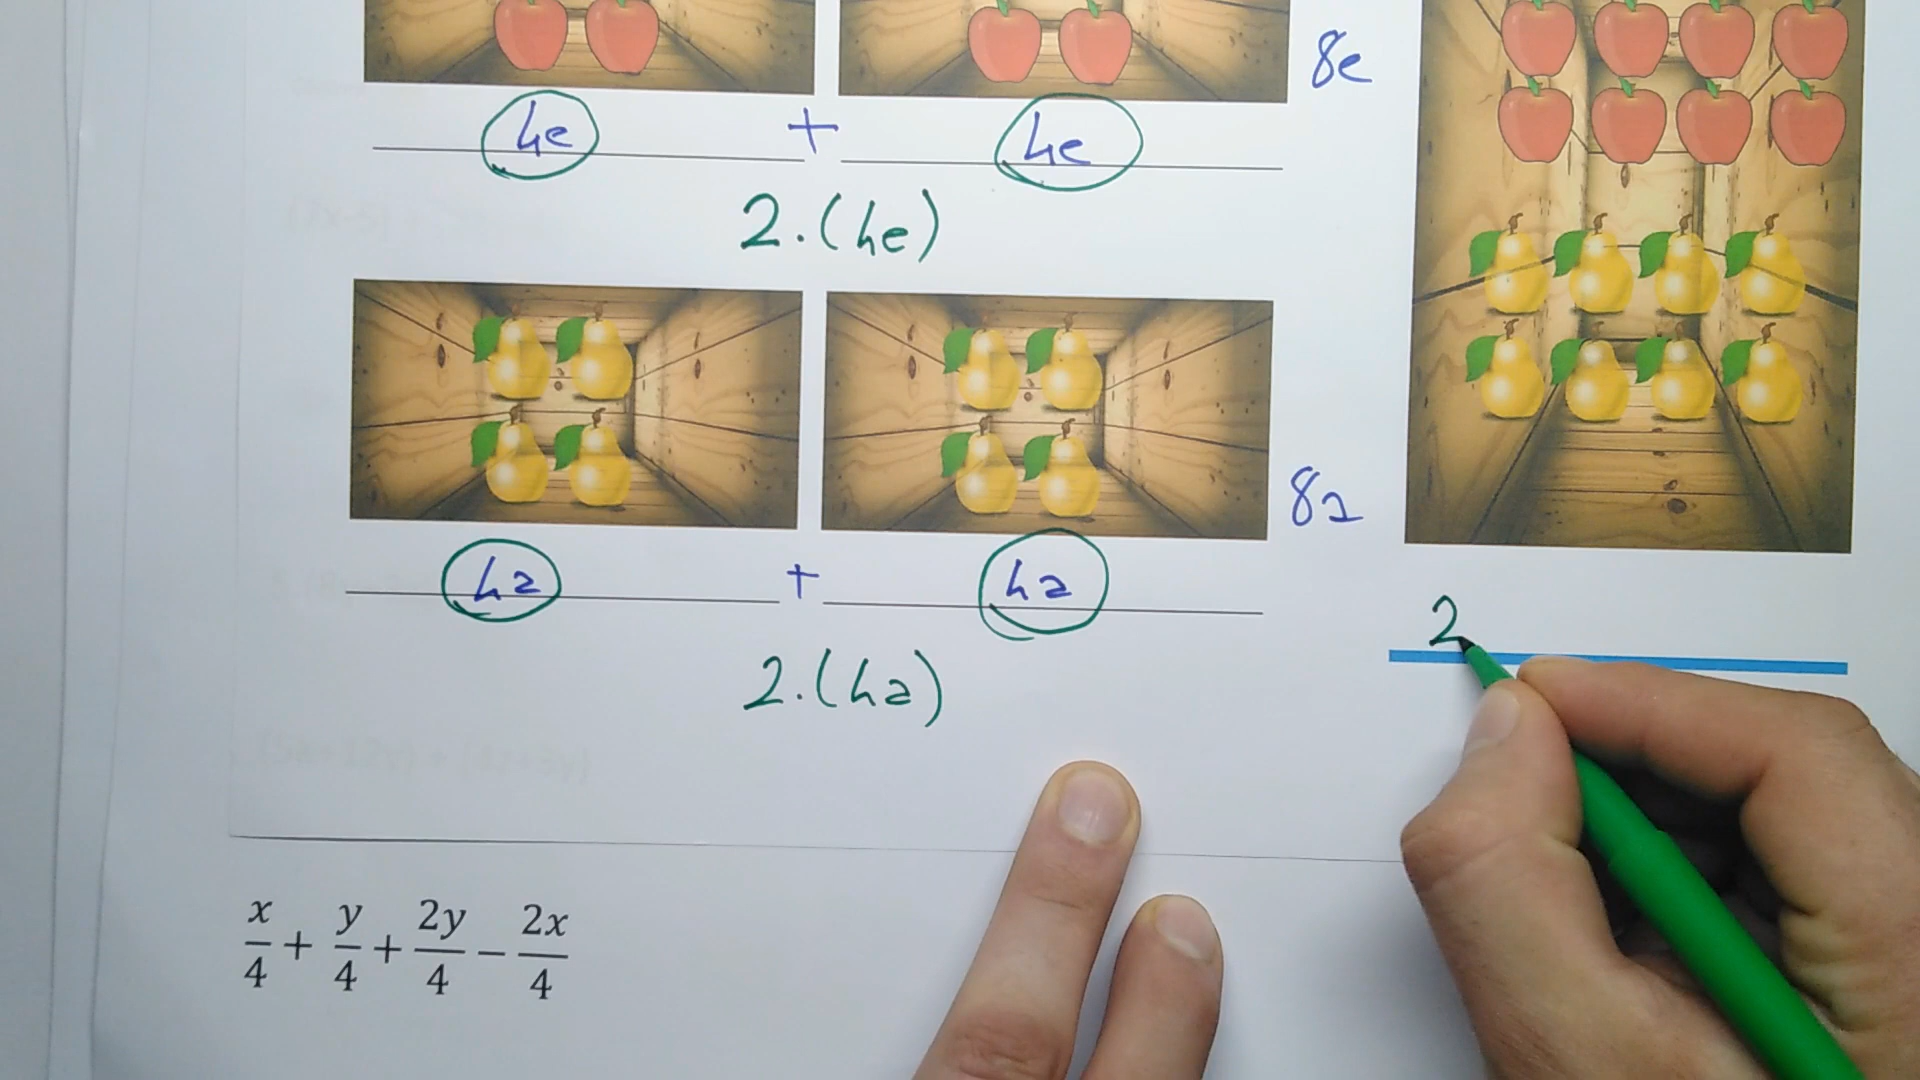 8e
4e + 4e
2.(4e)
8a
4a + 4a
2
2.(4a)
x/4 + y/4 + 2y/4 − 2x/4